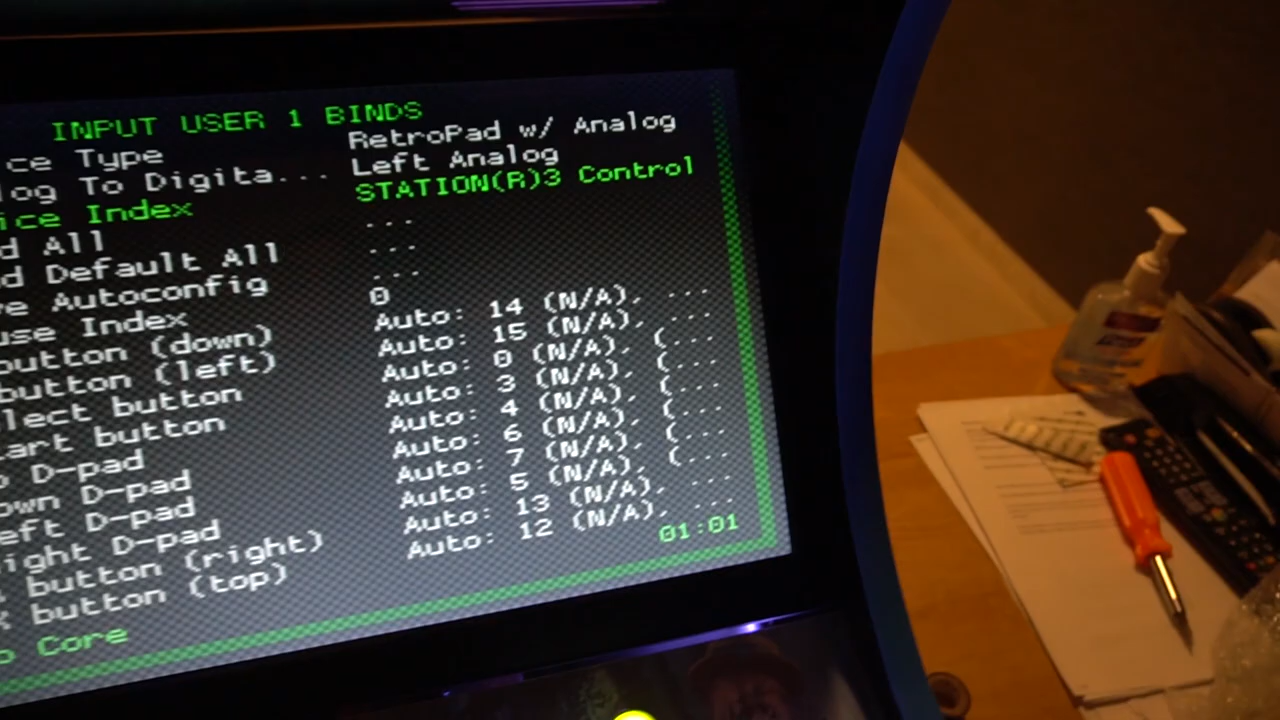 INPUT USER 1 BINDS
ce Type RetroPad w/ Analog
log To Digita... Left Analog
ice Index STATION(R)3 Control
d All ...
d Default All ...
e Autoconfig ...
use Index 0
button (down) Auto: 14 (N/A), ...
button (left) Auto: 15 (N/A), ...
lect button Auto: 0 (N/A), (...
art button Auto: 3 (N/A), (...
D-pad Auto: 4 (N/A), (...
own D-pad Auto: 6 (N/A), (...
eft D-pad Auto: 7 (N/A), (...
ight D-pad Auto: 5 (N/A), (...
button (right) Auto: 13 (N/A), ...
button (top) Auto: 12 (N/A), ...
Core 01:01